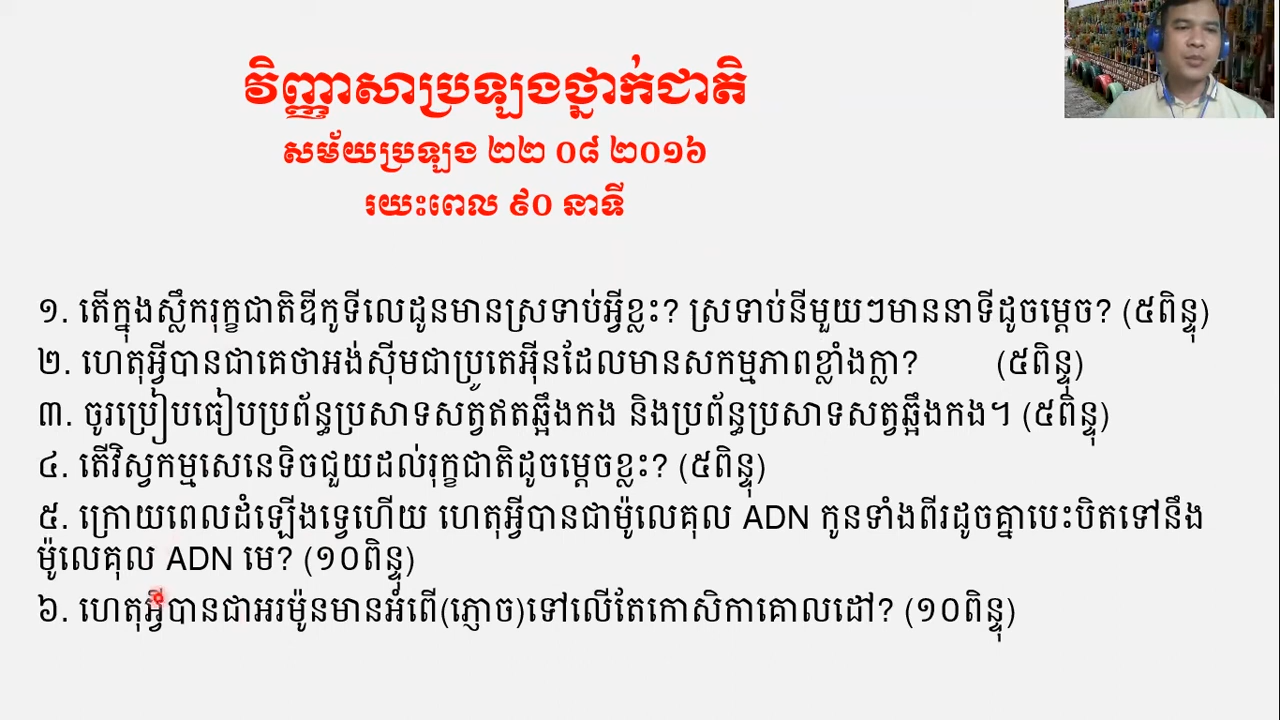 វិញ្ញាសាប្រឡងថ្នាក់ជាតិ
សម័យប្រឡង ២២ ០៨ ២០១៦
រយះពេល ៩០ នាទី
១. តើក្នុងស្លឹករុក្ខជាតិឌីកូទីលេដូនមានស្រទាប់អ្វីខ្លះ? ស្រទាប់នីមួយៗមាននាទីដូចម្ដេច? (៥ពិន្ទុ)
២. ហេតុអ្វីបានជាគេថាអង់ស៊ីមជាប្រូតេអ៊ីនដែលមានសកម្មភាពខ្លាំងក្លា? (៥ពិន្ទុ)
៣. ចូរប្រៀបធៀបប្រព័ន្ធប្រសាទសត្វឥតឆ្អឹងកង និងប្រព័ន្ធប្រសាទសត្វឆ្អឹងកង។ (៥ពិន្ទុ)
៤. តើវិស្វកម្មសេនេទិចជួយដល់រុក្ខជាតិដូចម្ដេចខ្លះ? (៥ពិន្ទុ)
៥. ក្រោយពេលដំឡើងទ្វេហើយ ហេតុអ្វីបានជាម៉ូលេគុល ADN កូនទាំងពីរដូចគ្នាបេះបិតទៅនឹង
ម៉ូលេគុល ADN មេ? (១០ពិន្ទុ)
៦. ហេតុអ្វីបានជាអរម៉ូនមានអំពើ(ភ្ញោច)ទៅលើតែកោសិកាគោលដៅ? (១០ពិន្ទុ)